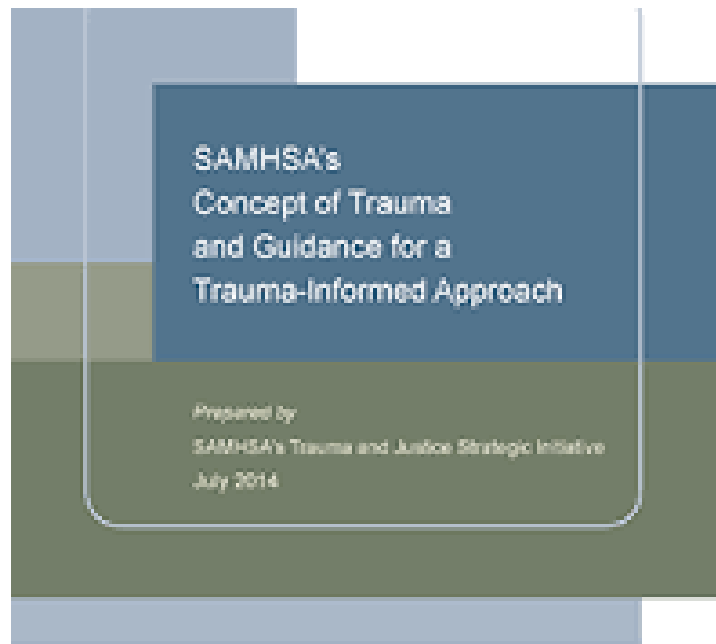 SAMHSA's
Concept of Trauma
and Guidance for a
Trauma-Informed Approach
Prepared by
SAMHSA's Trauma and Justice Strategic Initiative
July 2014